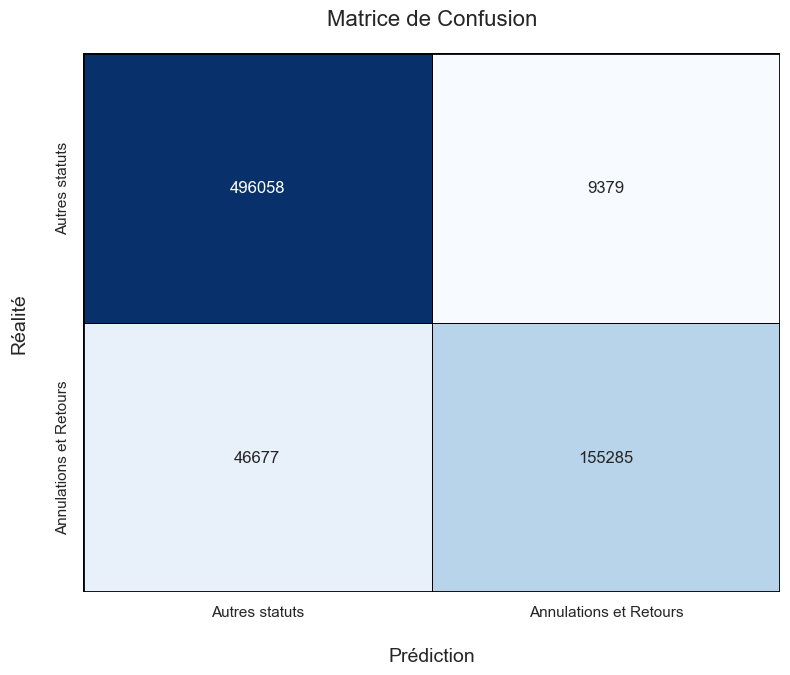 Matrice de Confusion
Réalité
Autres statuts
496058
9379
Annulations et Retours
46677
155285
Autres statuts
Annulations et Retours
Prédiction